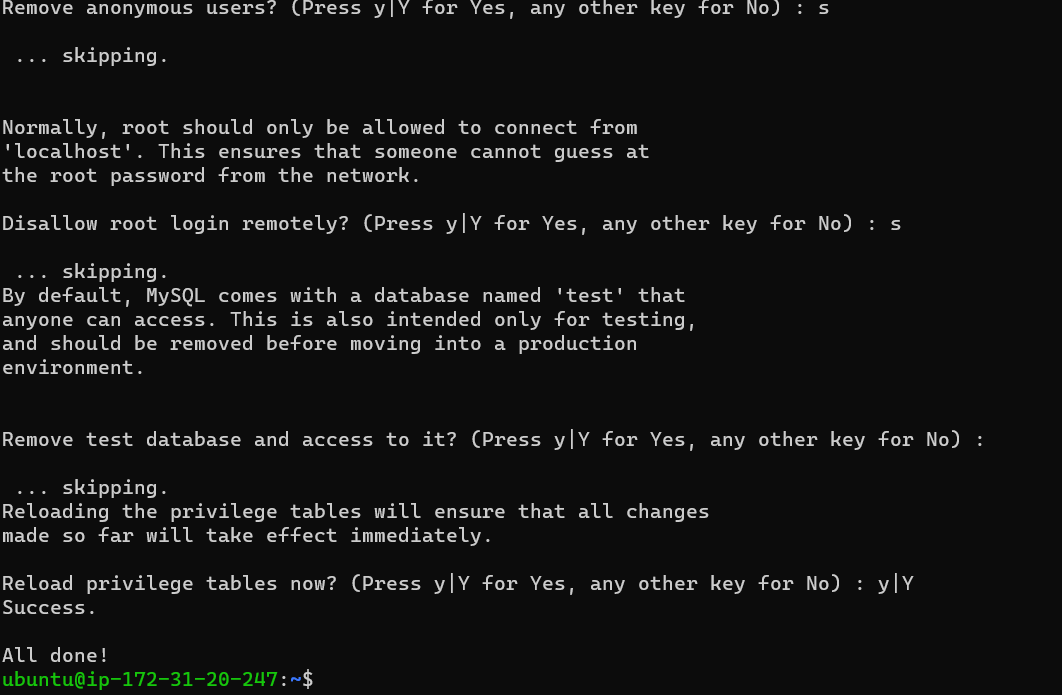 Remove anonymous users? (Press y|Y for Yes, any other key for No) : s
... skipping.
Normally, root should only be allowed to connect from
'localhost'. This ensures that someone cannot guess at
the root password from the network.
Disallow root login remotely? (Press y|Y for Yes, any other key for No) : s
... skipping.
By default, MySQL comes with a database named 'test' that
anyone can access. This is also intended only for testing,
and should be removed before moving into a production
environment.
Remove test database and access to it? (Press y|Y for Yes, any other key for No) :
... skipping.
Reloading the privilege tables will ensure that all changes
made so far will take effect immediately.
Reload privilege tables now? (Press y|Y for Yes, any other key for No) : y|Y
Success.
All done!
ubuntu@ip-172-31-20-247:~$